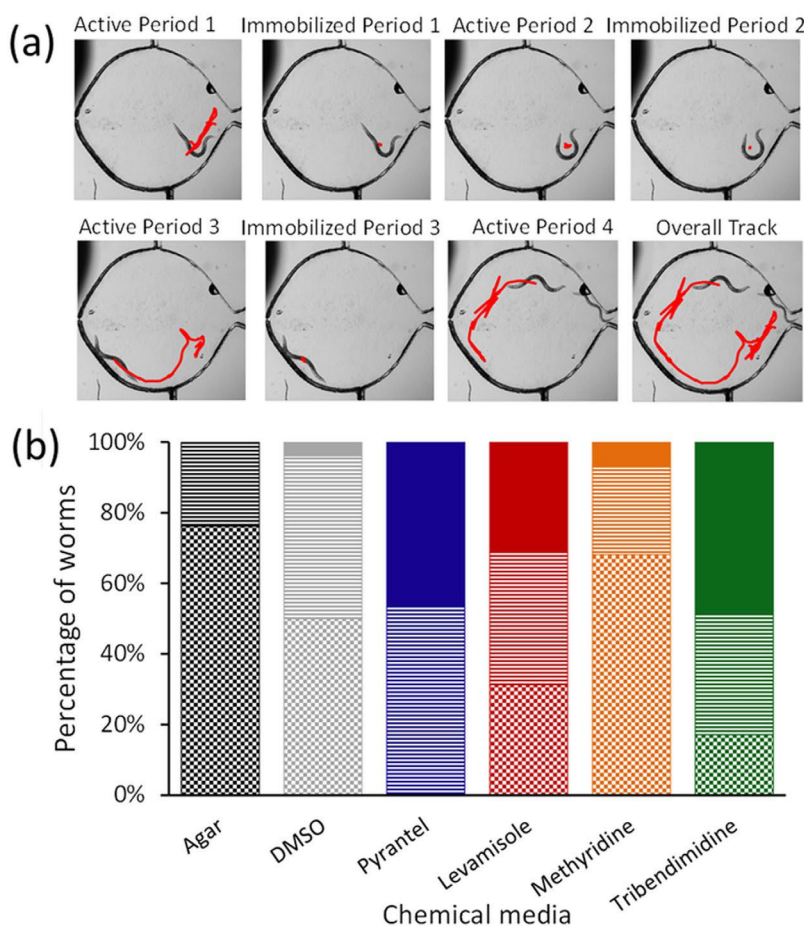 (a)
Active Period 1 Immobilized Period 1 Active Period 2 Immobilized Period 2
Active Period 3 Immobilized Period 3 Active Period 4 Overall Track
(b)
Percentage of worms
100%
80%
60%
40%
20%
0%
Agar
DMSO
Pyrantel
Levamisole
Methyridine
Tribendimidine
Chemical media